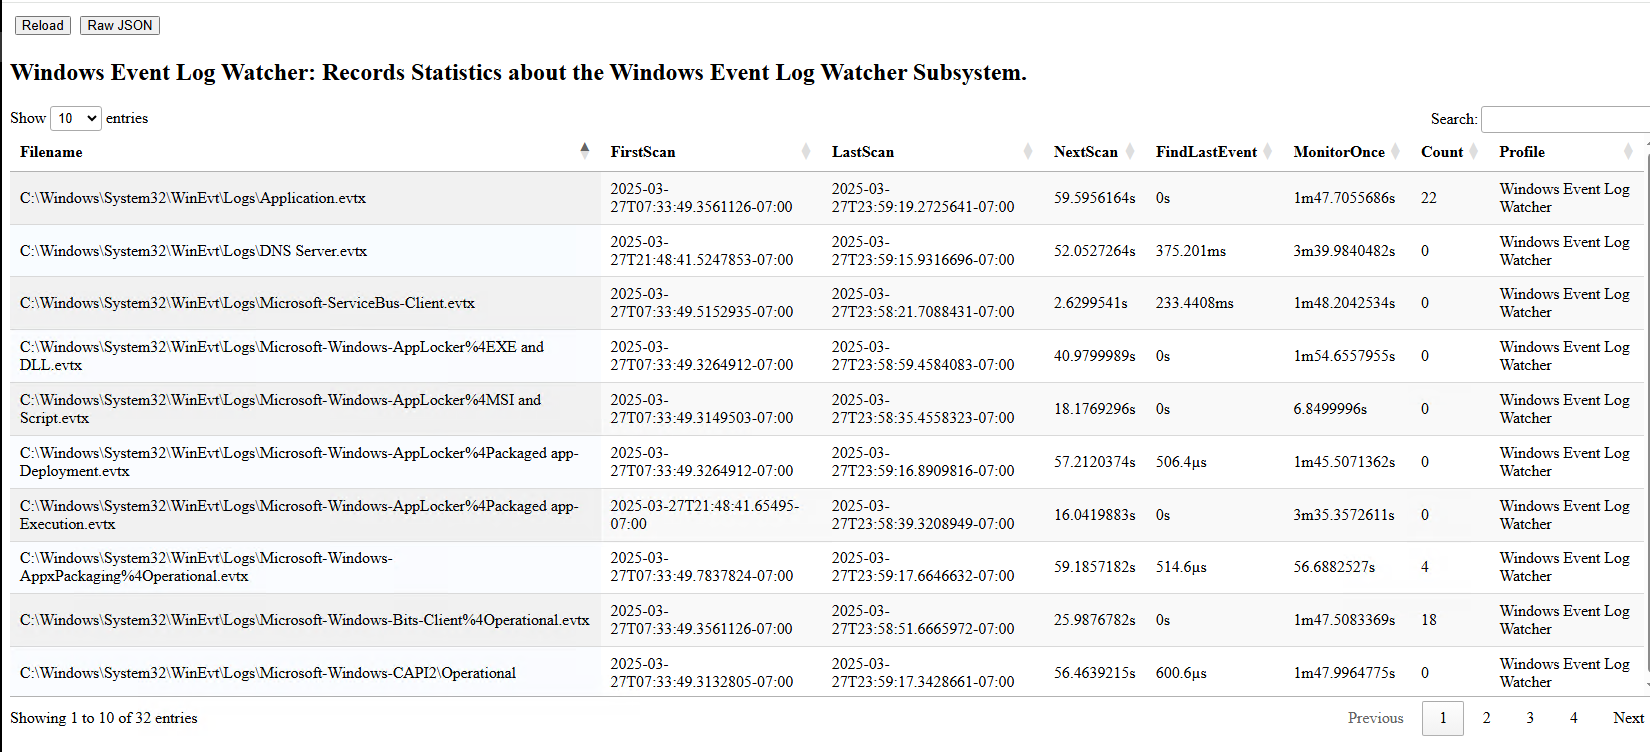 Reload Raw JSON
Windows Event Log Watcher: Records Statistics about the Windows Event Log Watcher Subsystem.
Show 10 entries Search:
Filename FirstScan LastScan NextScan FindLastEvent MonitorOnce Count Profile
C:\Windows\System32\WinEvt\Logs\Application.evtx 2025-03-27T07:33:49.3561126-07:00 2025-03-27T23:59:19.2725641-07:00 59.5956164s 0s 1m47.7055686s 22 Windows Event Log Watcher
C:\Windows\System32\WinEvt\Logs\DNS Server.evtx 2025-03-27T21:48:41.5247853-07:00 2025-03-27T23:59:15.9316696-07:00 52.0527264s 375.201ms 3m39.9840482s 0 Windows Event Log Watcher
C:\Windows\System32\WinEvt\Logs\Microsoft-ServiceBus-Client.evtx 2025-03-27T07:33:49.5152935-07:00 2025-03-27T23:58:21.7088431-07:00 2.6299541s 233.4408ms 1m48.2042534s 0 Windows Event Log Watcher
C:\Windows\System32\WinEvt\Logs\Microsoft-Windows-AppLocker%4EXE and DLL.evtx 2025-03-27T07:33:49.3264912-07:00 2025-03-27T23:58:59.4584083-07:00 40.9799989s 0s 1m54.6557955s 0 Windows Event Log Watcher
C:\Windows\System32\WinEvt\Logs\Microsoft-Windows-AppLocker%4MSI and Script.evtx 2025-03-27T07:33:49.3149503-07:00 2025-03-27T23:58:35.4558323-07:00 18.1769296s 0s 6.8499996s 0 Windows Event Log Watcher
C:\Windows\System32\WinEvt\Logs\Microsoft-Windows-AppLocker%4Packaged app-Deployment.evtx 2025-03-27T07:33:49.3264912-07:00 2025-03-27T23:59:16.8909816-07:00 57.2120374s 506.4µs 1m45.5071362s 0 Windows Event Log Watcher
C:\Windows\System32\WinEvt\Logs\Microsoft-Windows-AppLocker%4Packaged app-Execution.evtx 2025-03-27T21:48:41.65495-07:00 2025-03-27T23:58:39.3208949-07:00 16.0419883s 0s 3m35.3572611s 0 Windows Event Log Watcher
C:\Windows\System32\WinEvt\Logs\Microsoft-Windows-AppxPackaging%4Operational.evtx 2025-03-27T07:33:49.7837824-07:00 2025-03-27T23:59:17.6646632-07:00 59.1857182s 514.6µs 56.6882527s 4 Windows Event Log Watcher
C:\Windows\System32\WinEvt\Logs\Microsoft-Windows-Bits-Client%4Operational.evtx 2025-03-27T07:33:49.3561126-07:00 2025-03-27T23:58:51.6665972-07:00 25.9876782s 0s 1m47.5083369s 18 Windows Event Log Watcher
C:\Windows\System32\WinEvt\Logs\Microsoft-Windows-CAPI2\Operational 2025-03-27T07:33:49.3132805-07:00 2025-03-27T23:59:17.3428661-07:00 56.4639215s 600.6µs 1m47.9964775s 0 Windows Event Log Watcher
Showing 1 to 10 of 32 entries Previous 1 2 3 4 Next